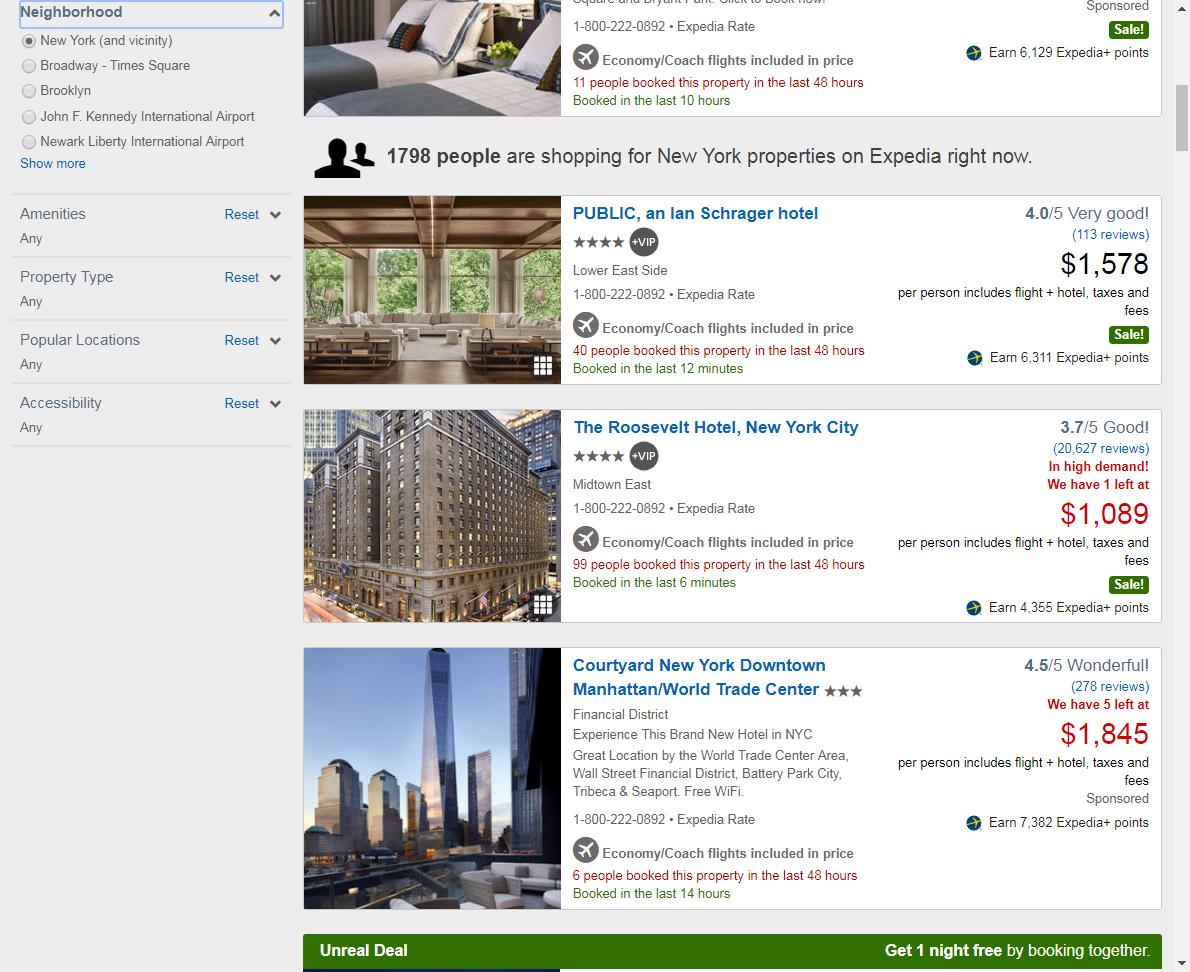 Neighborhood
New York (and vicinity)
Broadway - Times Square
Brooklyn
John F. Kennedy International Airport
Newark Liberty International Airport
Show more
Amenities
Reset
Any
Property Type
Reset
Any
Popular Locations
Reset
Any
Accessibility
Reset
Any
Square and Bryant Park. Click to Book now!
1-800-222-0892 • Expedia Rate
Economy/Coach flights included in price
11 people booked this property in the last 48 hours
Booked in the last 10 hours
Sponsored
Sale!
Earn 6,129 Expedia+ points
1798 people are shopping for New York properties on Expedia right now.
PUBLIC, an Ian Schrager hotel
+VIP
Lower East Side
1-800-222-0892 • Expedia Rate
Economy/Coach flights included in price
40 people booked this property in the last 48 hours
Booked in the last 12 minutes
4.0/5 Very good!
(113 reviews)
$1,578
per person includes flight + hotel, taxes and
fees
Sale!
Earn 6,311 Expedia+ points
The Roosevelt Hotel, New York City
+VIP
Midtown East
1-800-222-0892 • Expedia Rate
Economy/Coach flights included in price
99 people booked this property in the last 48 hours
Booked in the last 6 minutes
3.7/5 Good!
(20,627 reviews)
In high demand!
We have 1 left at
$1,089
per person includes flight + hotel, taxes and
fees
Sale!
Earn 4,355 Expedia+ points
Courtyard New York Downtown
Manhattan/World Trade Center
Financial District
Experience This Brand New Hotel in NYC
Great Location by the World Trade Center Area,
Wall Street Financial District, Battery Park City,
Tribeca & Seaport. Free WiFi.
1-800-222-0892 • Expedia Rate
Economy/Coach flights included in price
6 people booked this property in the last 48 hours
Booked in the last 14 hours
4.5/5 Wonderful!
(278 reviews)
We have 5 left at
$1,845
per person includes flight + hotel, taxes and
fees
Sponsored
Earn 7,382 Expedia+ points
Unreal Deal
Get 1 night free by booking together.